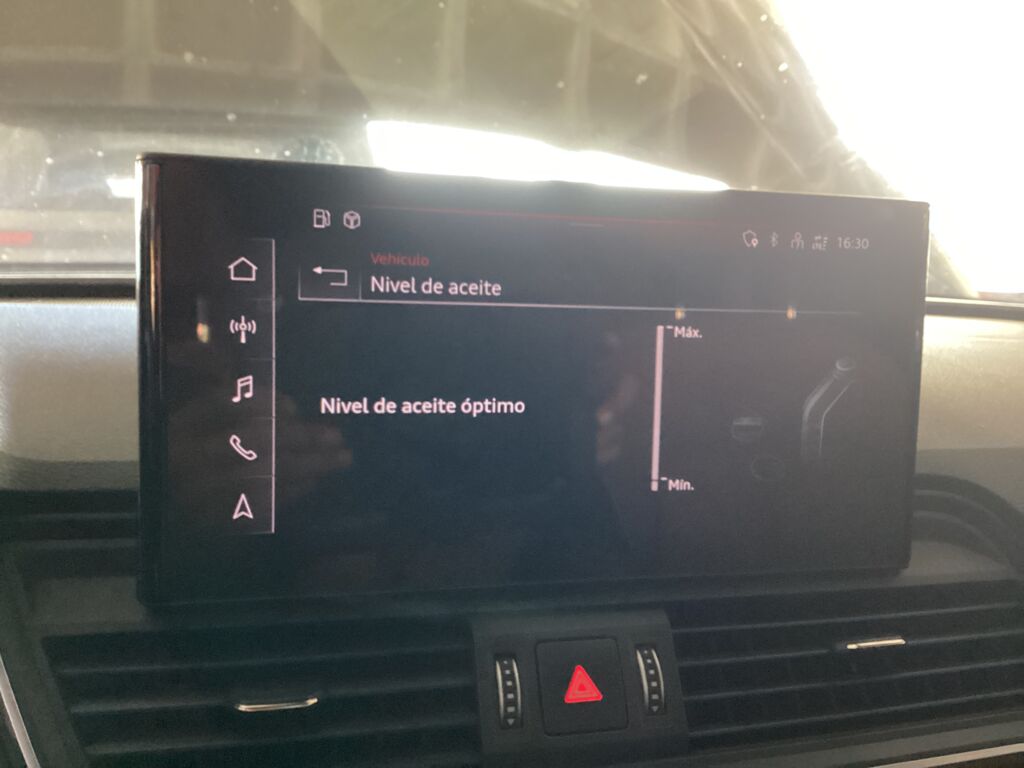 16:30
Vehículo
Nivel de aceite
Máx.
Nivel de aceite óptimo
Mín.